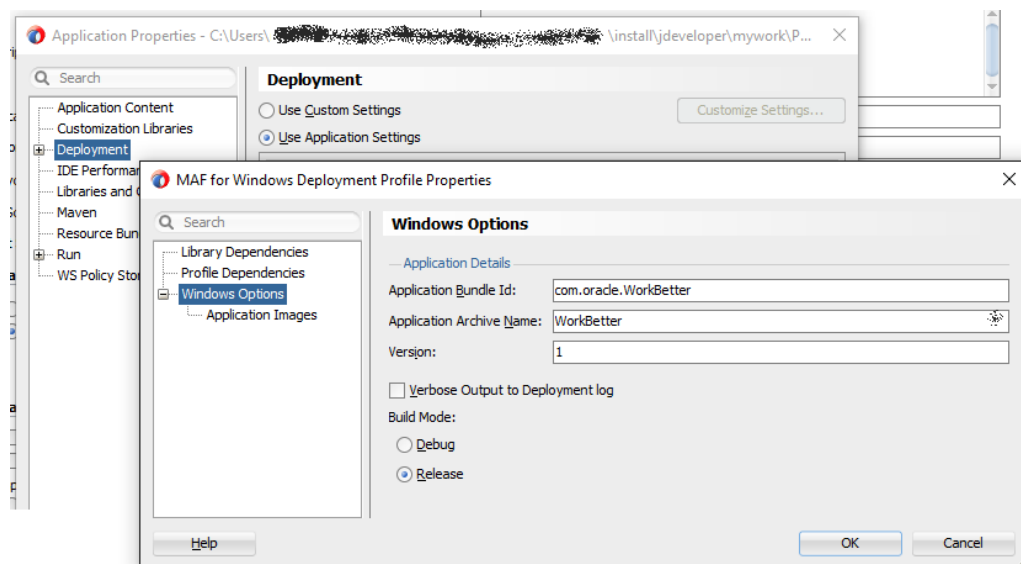 Application Properties - C:\Users\ \install\jdeveloper\mywork\P...
Search
Application Content
Customization Libraries
Deployment
IDE Performan
Libraries and
Maven
Resource Bun
Run
WS Policy Stor
Deployment
Use Custom Settings
Customize Settings...
Use Application Settings
MAF for Windows Deployment Profile Properties
Search
Library Dependencies
Profile Dependencies
Windows Options
Application Images
Windows Options
Application Details
Application Bundle Id: com.oracle.WorkBetter
Application Archive Name: WorkBetter
Version: 1
Verbose Output to Deployment log
Build Mode:
Debug
Release
Help
OK
Cancel